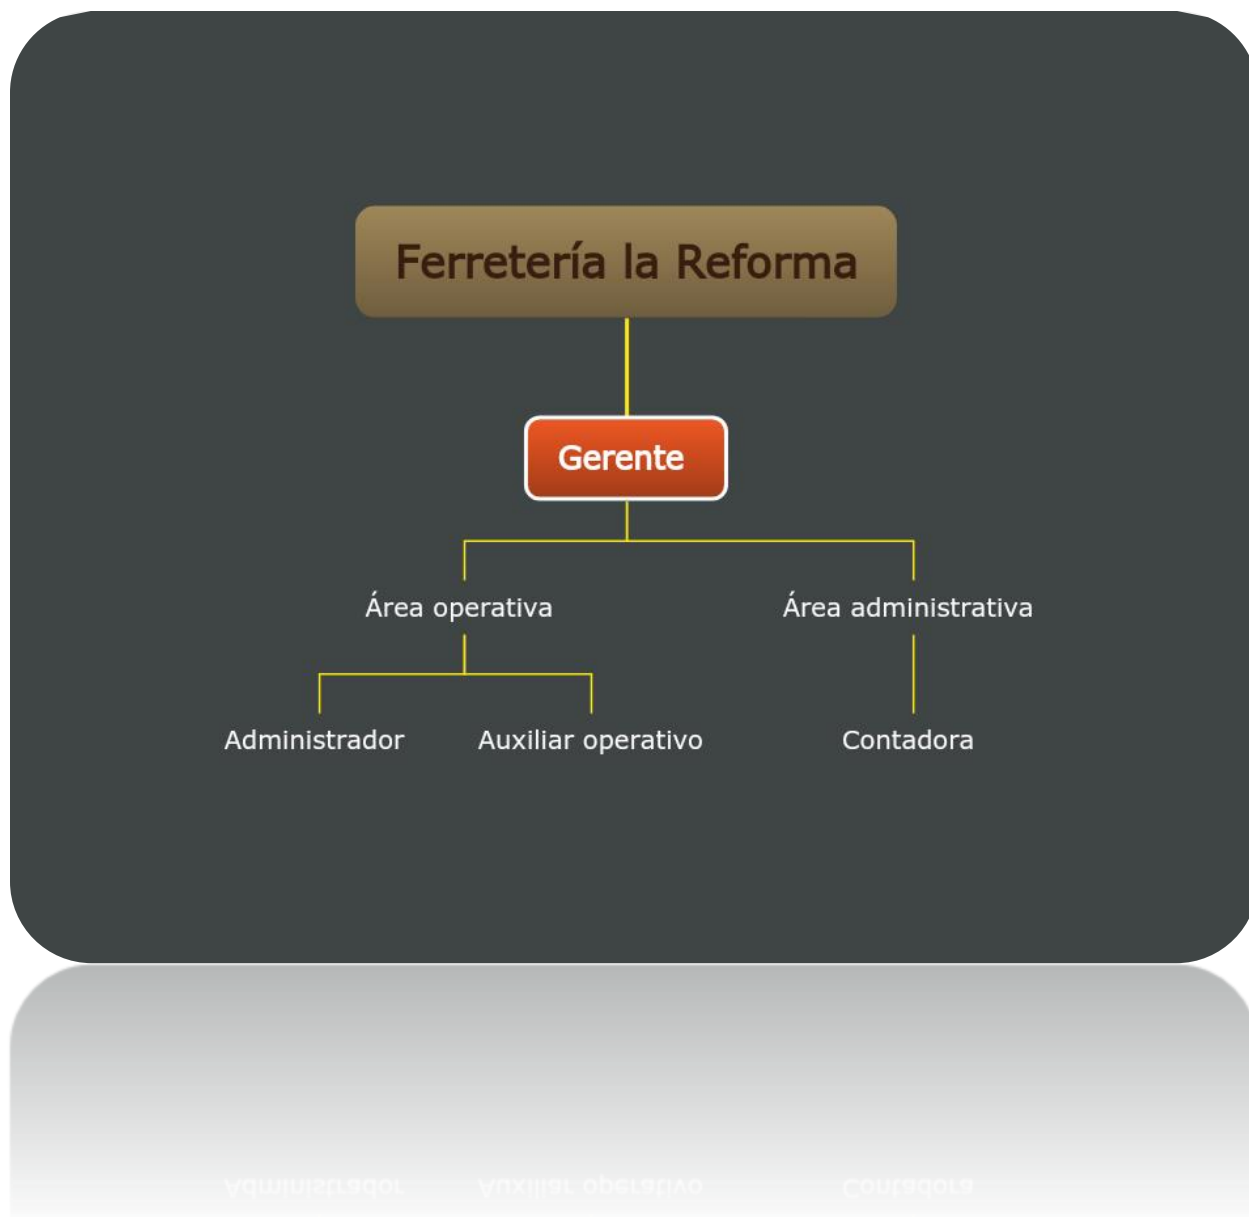 Ferretería la Reforma
Gerente
Área operativa
Área administrativa
Administrador
Auxiliar operativo
Contadora